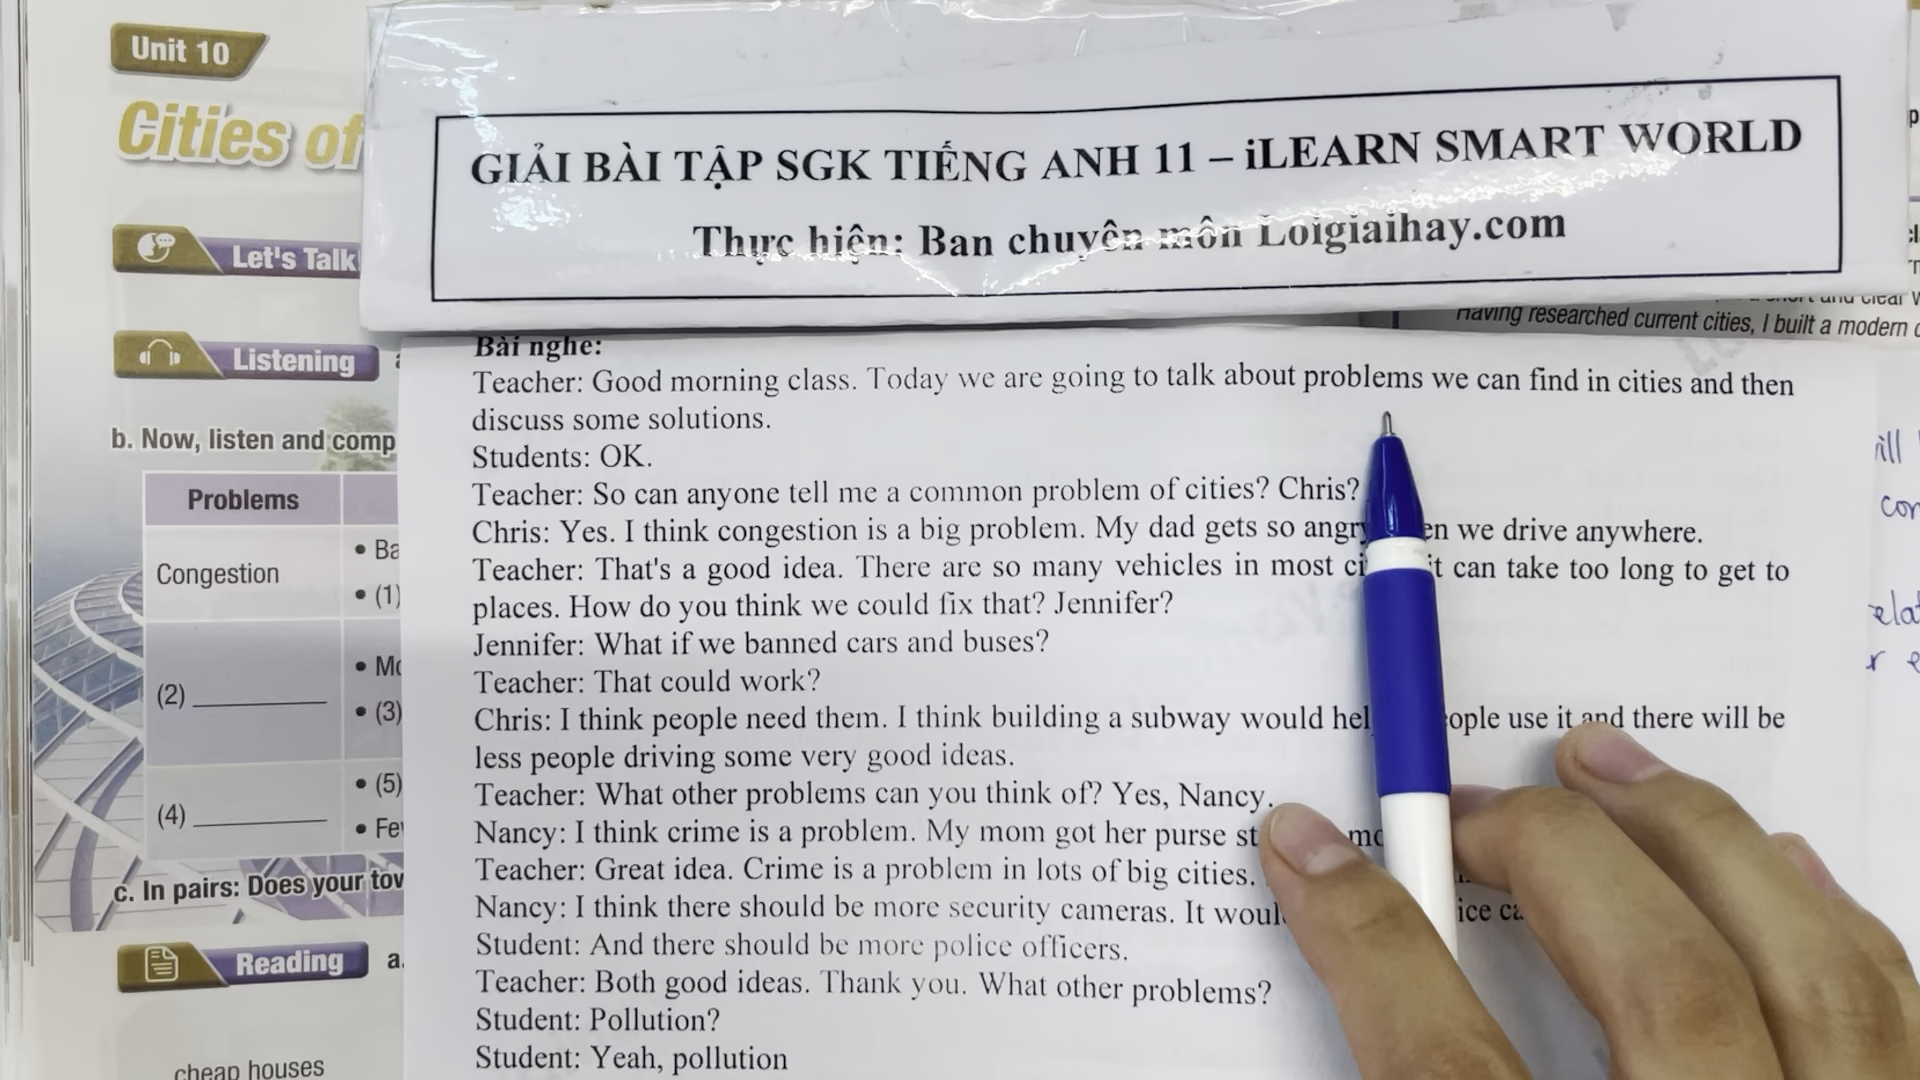 Unit 10
Cities of
GIẢI BÀI TẬP SGK TIẾNG ANH 11 – iLEARN SMART WORLD
Thực hiện: Ban chuyên môn Loigiaihay.com
Let's Talk
Listening
Having researched current cities, I built a modern
b. Now, listen and comp
Problems
Congestion
• Ba
• (1)
(2)
• Mo
• (3)
(4)
• (5)
• Fe
c. In pairs: Does your tow
Reading
a.
cheap houses
Bài nghe:
Teacher: Good morning class. Today we are going to talk about problems we can find in cities and then
discuss some solutions.
Students: OK.
Teacher: So can anyone tell me a common problem of cities? Chris?
Chris: Yes. I think congestion is a big problem. My dad gets so angry en we drive anywhere.
Teacher: That's a good idea. There are so many vehicles in most ci it can take too long to get to
places. How do you think we could fix that? Jennifer?
Jennifer: What if we banned cars and buses?
Teacher: That could work?
Chris: I think people need them. I think building a subway would hel ople use it and there will be
less people driving some very good ideas.
Teacher: What other problems can you think of? Yes, Nancy.
Nancy: I think crime is a problem. My mom got her purse st mo
Teacher: Great idea. Crime is a problem in lots of big cities.
Nancy: I think there should be more security cameras. It woul ice ca
Student: And there should be more police officers.
Teacher: Both good ideas. Thank you. What other problems?
Student: Pollution?
Student: Yeah, pollution